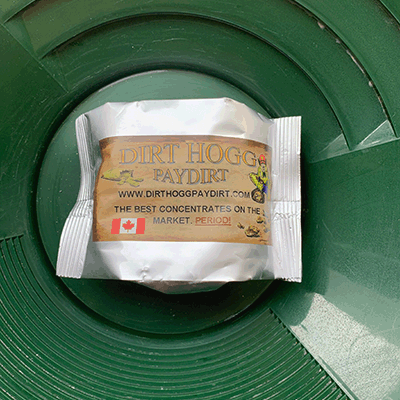 DIRT HOGG
PAYDIRT
WWW.DIRTHOGGPAYDIRT.COM
THE BEST CONCENTRATES ON THE
MARKET. PERIOD!